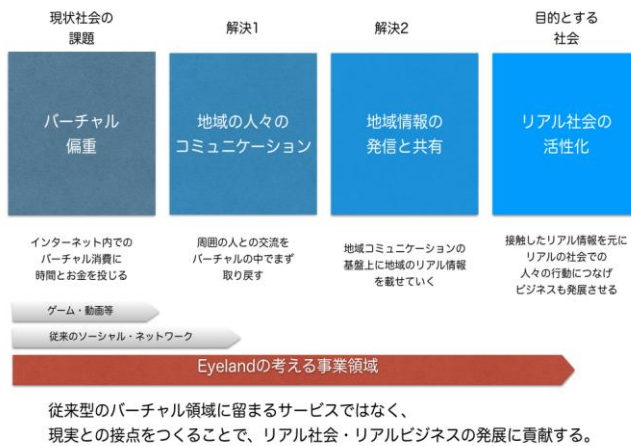 現状社会の
課題
解決1
解決2
目的とする
社会
バーチャル
偏重
地域の人々の
コミュニケーション
地域情報の
発信と共有
リアル社会の
活性化
インターネット内での
バーチャル消費に
時間とお金を投じる
周囲の人との交流を
バーチャルの中でまず
取り戻す
地域コミュニケーションの
基盤上に地域のリアル情報
を載せていく
接触したリアル情報を元に
リアルの社会での
人々の行動につなげ
ビジネスも発展させる
ゲーム・動画等
従来のソーシャル・ネットワーク
Eyelandの考える事業領域
従来型のバーチャル領域に留まるサービスではなく、
現実との接点をつくることで、リアル社会・リアルビジネスの発展に貢献する。